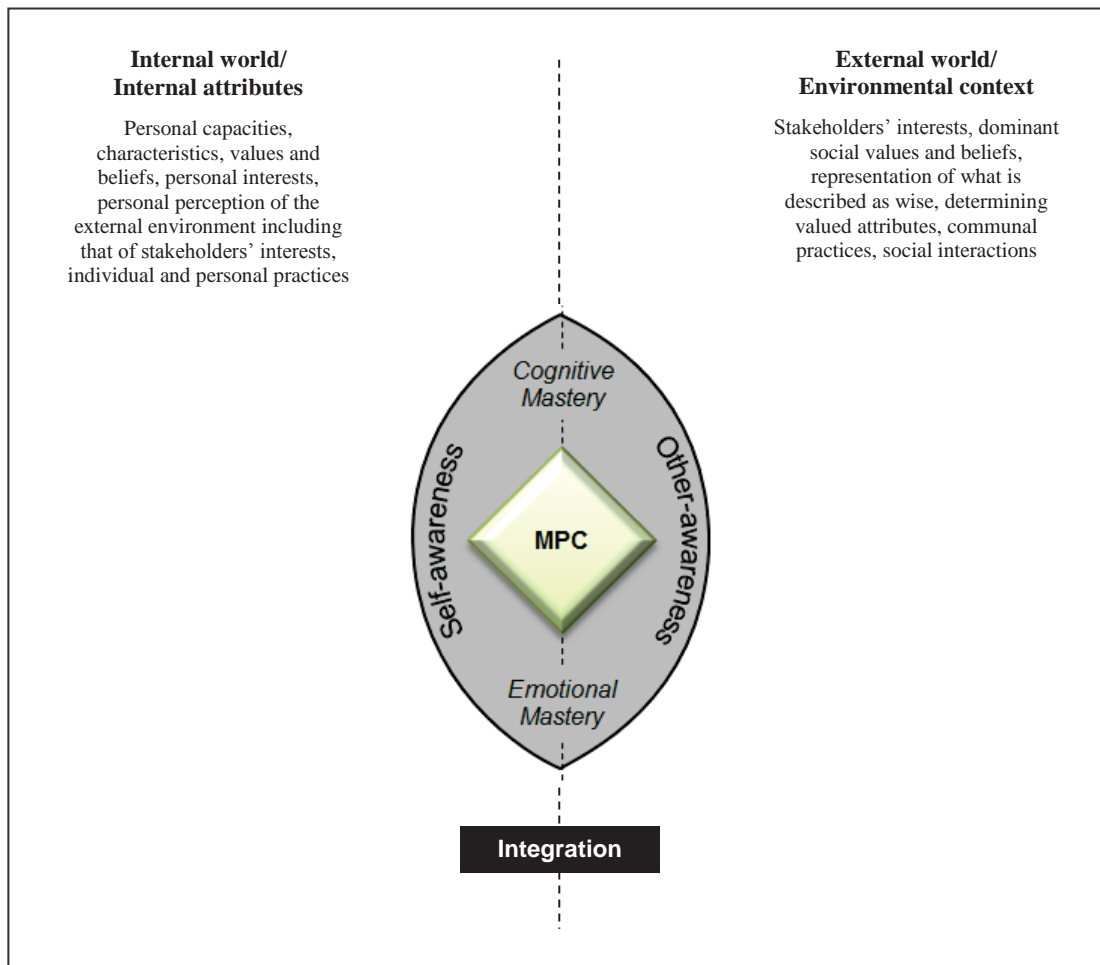 Internal world/
Internal attributes
Personal capacities,
characteristics, values and
beliefs, personal interests,
personal perception of the
external environment including
that of stakeholders’ interests,
individual and personal practices
External world/
Environmental context
Stakeholders’ interests, dominant
social values and beliefs,
representation of what is
described as wise, determining
valued attributes, communal
practices, social interactions
Cognitive
Mastery
Self-awareness
MPC
Other-awareness
Emotional
Mastery
Integration